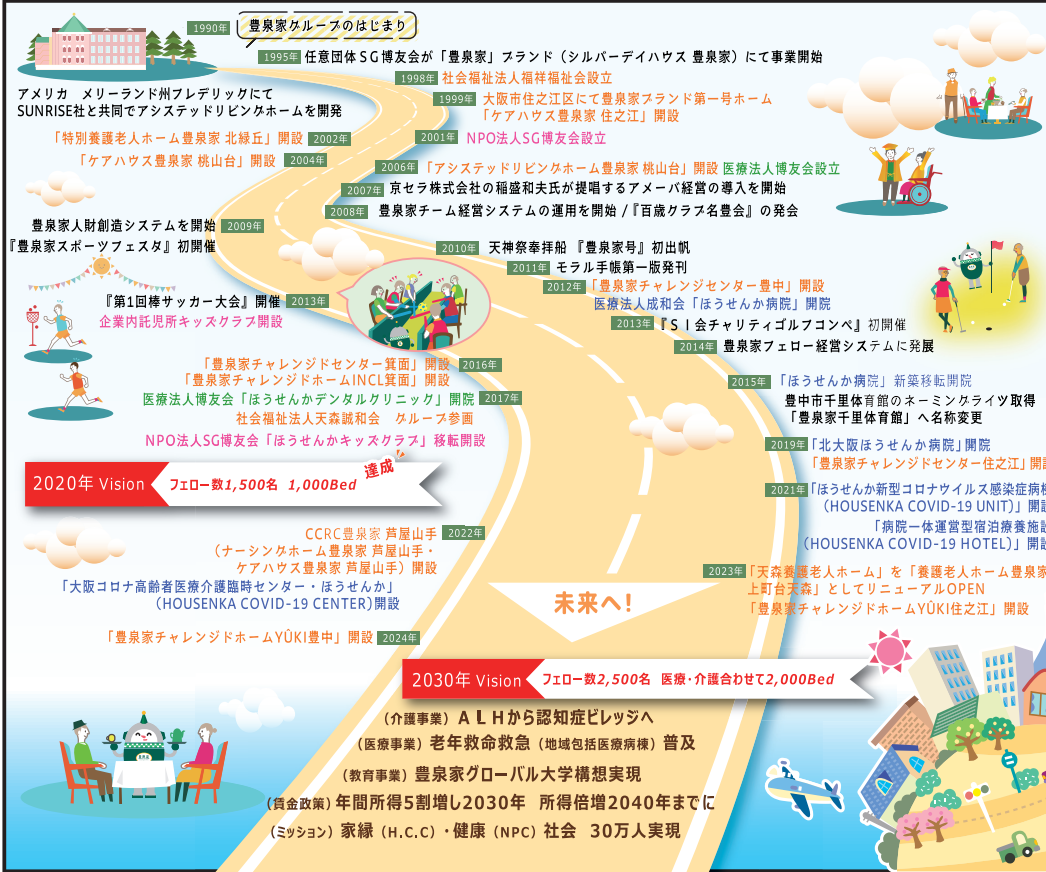 1990年 豊泉家グループのはじまり
1995年 任意団体SG博友会が「豊泉家」ブランド（シルバーデイハウス 豊泉家）にて事業開始
1998年 社会福祉法人福祥福祉会設立
アメリカ　メリーランド州フレデリックにて
SUNRISE社と共同でアシステッドリビングホームを開発
1999年 大阪市住之江区にて豊泉家ブランド第一号ホーム
「ケアハウス豊泉家 住之江」開設
「特別養護老人ホーム豊泉家 北緑丘」開設 2002年
2001年 NPO法人SG博友会設立
「ケアハウス豊泉家 桃山台」開設 2004年
2006年 「アシステッドリビングホーム豊泉家 桃山台」開設 医療法人博友会設立
2007年 京セラ株式会社の稲盛和夫氏が提唱するアメーバ経営の導入を開始
2008年 豊泉家チーム経営システムの運用を開始 /『百歳クラブ名豊会』の発会
豊泉家人財創造システムを開始 2009年
『豊泉家スポーツフェスタ』初開催
2010年 天神祭奉拝船 『豊泉家号』初出帆
2011年 モラル手帳第一版発刊
2012年 「豊泉家チャレンジセンター豊中」開設
医療法人成和会「ほうせんか病院」開院
『第1回棒サッカー大会』開催 2013年
企業内託児所キッズクラブ開設
2013年 『ＳＩ会チャリティゴルフコンペ』初開催
2014年 豊泉家フェロー経営システムに発展
「豊泉家チャレンジドセンター箕面」開設 2016年
「豊泉家チャレンジドホームINCL箕面」開設
2015年 「ほうせんか病院」新築移転開院
豊中市千里体育館のネーミングライツ取得
「豊泉家千里体育館」へ名称変更
医療法人博友会「ほうせんかデンタルクリニック」開院 2017年
社会福祉法人天森誠和会　グループ参画
NPO法人SG博友会「ほうせんかキッズクラブ」移転開設
2019年 「北大阪ほうせんか病院」開院
「豊泉家チャレンジドセンター住之江」開設
達成
2020年 Vision フェロー数1,500名 1,000Bed
2021年 「ほうせんか新型コロナウイルス感染症病棟
（HOUSENKA COVID-19 UNIT)」開設
「病院一体運営型宿泊療養施設
（HOUSENKA COVID-19 HOTEL)」開設
CCRC豊泉家 芦屋山手 2022年
（ナーシングホーム豊泉家 芦屋山手・
ケアハウス豊泉家 芦屋山手）開設
「大阪コロナ高齢者医療介護臨時センター・ほうせんか」
（HOUSENKA COVID-19 CENTER)開設
2023年 「天森養護老人ホーム」を「養護老人ホーム豊泉家
上町台天森」としてリニューアルOPEN
「豊泉家チャレンジドホームYÛKI住之江」開設
未来へ!
「豊泉家チャレンジドホームYÛKI豊中」開設 2024年
2030年 Vision フェロー数2,500名 医療・介護合わせて2,000Bed
（介護事業）ＡＬＨから認知症ビレッジへ
（医療事業）老年救命救急（地域包括医療病棟）普及
（教育事業）豊泉家グローバル大学構想実現
（賃金政策）年間所得5割増し2030年　所得倍増2040年までに
（ミッション）家縁（H.C.C）・健康（NPC）社会　30万人実現